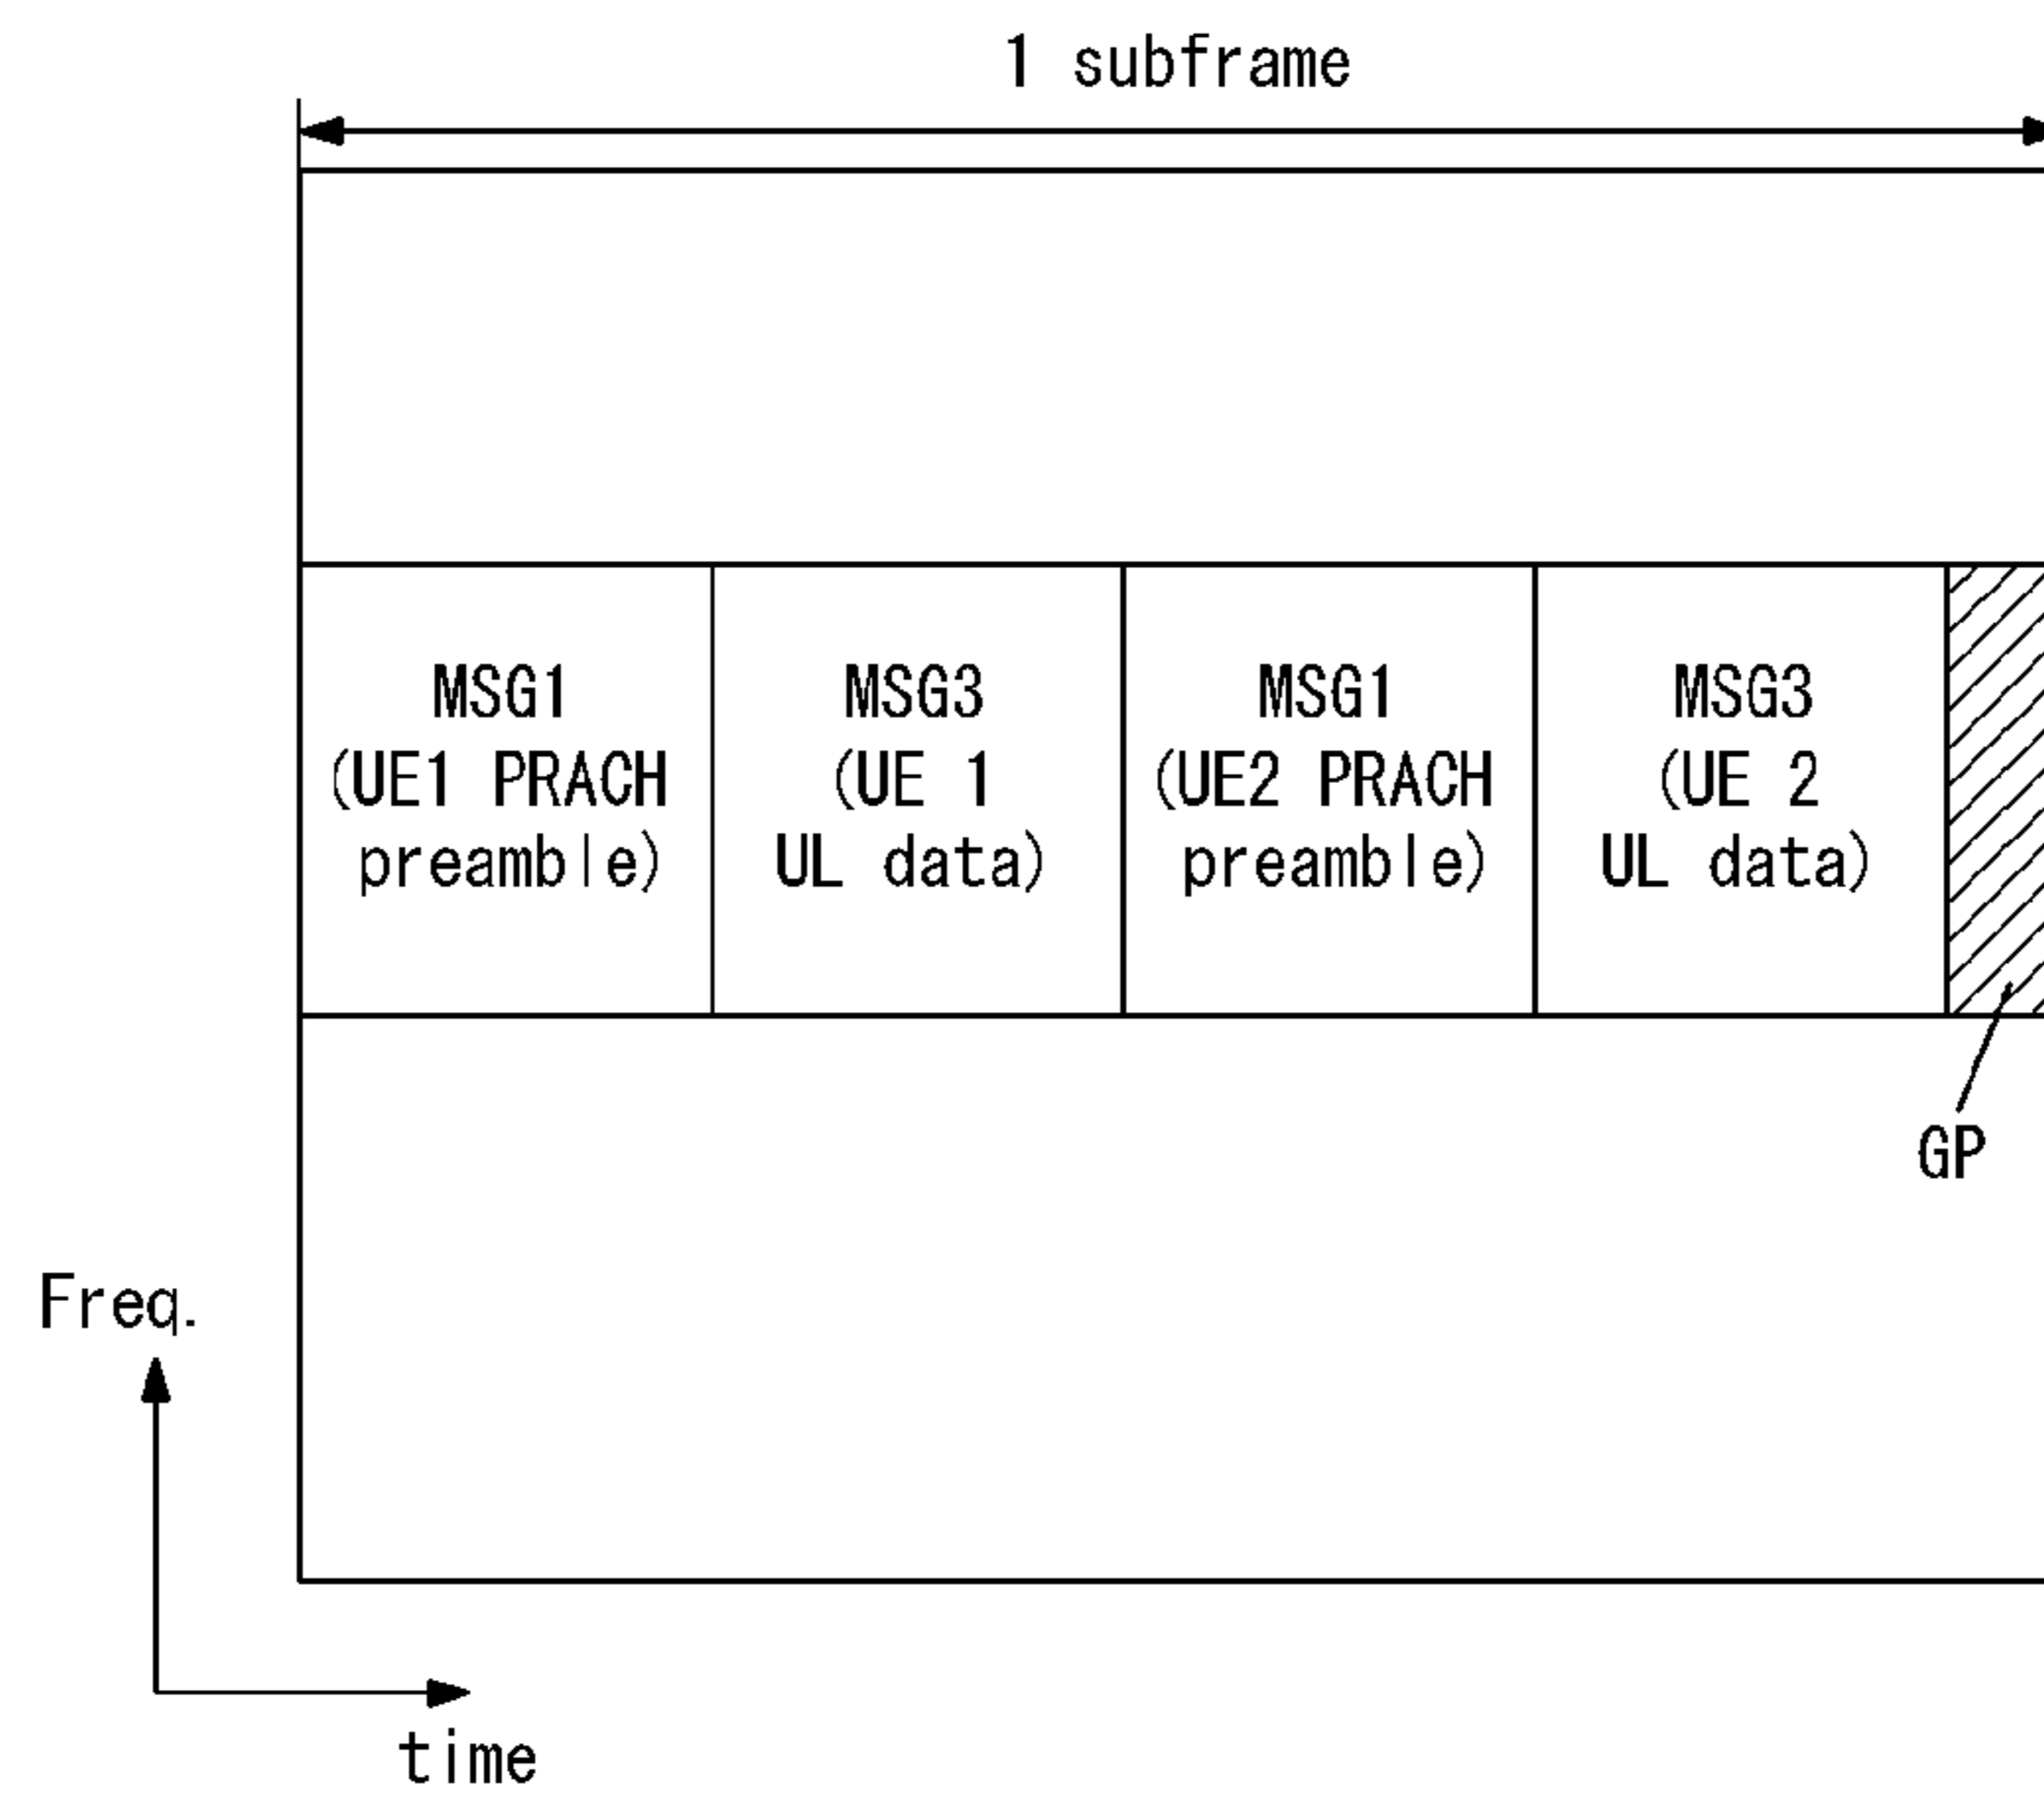 1 subframe
MSG1
(UE1 PRACH
preamble)
MSG3
(UE 1
UL data)
MSG1
(UE2 PRACH
preamble)
MSG3
(UE 2
UL data)
GP
Freq.
time